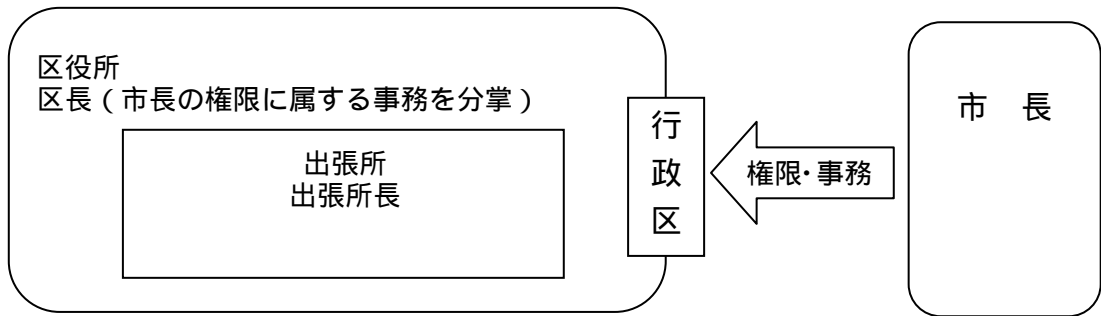 区役所
区長（市長の権限に属する事務を分掌）
出張所
出張所長
行政区
権限・事務
市　長